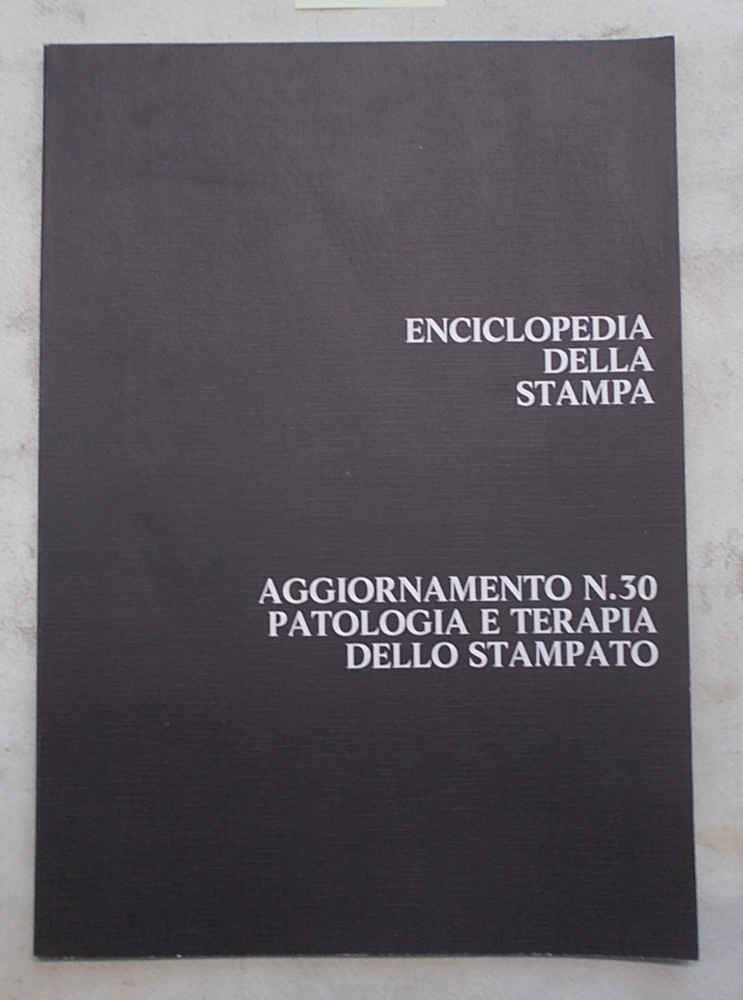 ENCICLOPEDIA
DELLA
STAMPA
AGGIORNAMENTO N.30
PATOLOGIA E TERAPIA
DELLO STAMPATO